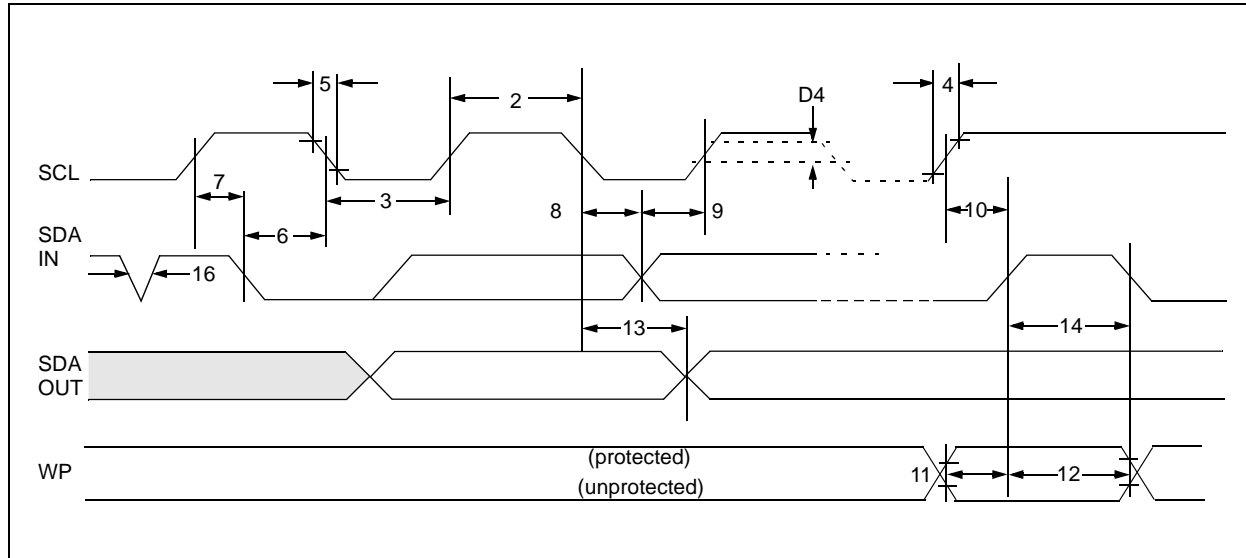 5
2
D4
4
SCL
7
3
8
9
10
SDA
IN
6
16
13
14
SDA
OUT
WP
(protected)
(unprotected)
11
12